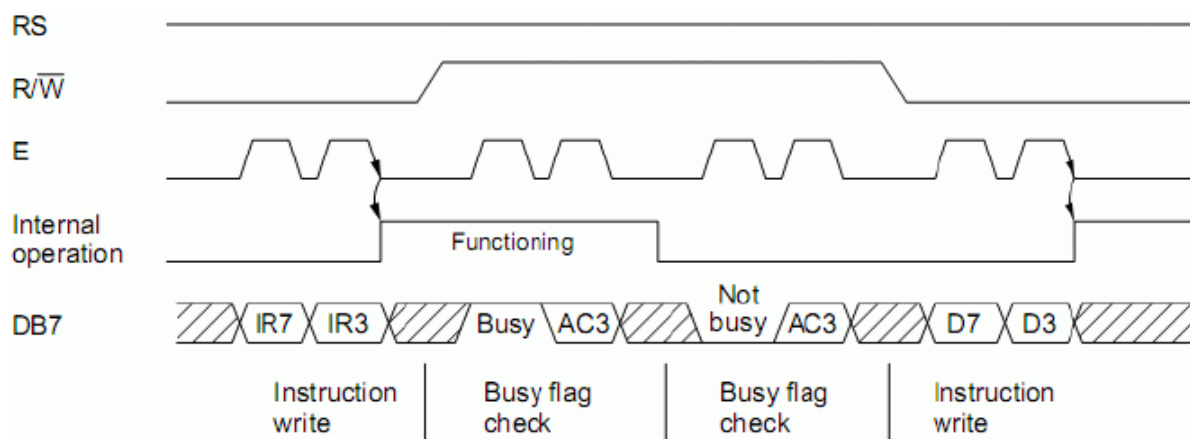 RS
R/W̅
E
Internal
operation
Functioning
DB7
IR7
IR3
Busy
AC3
Not
busy
AC3
D7
D3
Instruction
write
Busy flag
check
Busy flag
check
Instruction
write